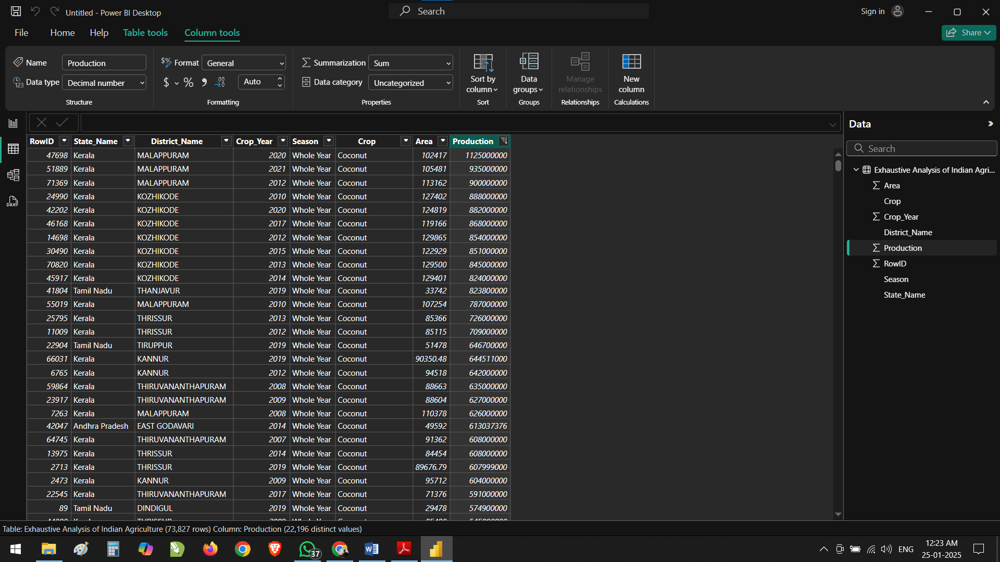 Untitled - Power BI Desktop
Search
Sign in
File Home Help Table tools Column tools
Share
Name Production
Data type Decimal number
Structure
Format General
$ % 9 .00 Auto
Formatting
Summarization Sum
Data category Uncategorized
Properties
Sort by column
Sort
Data groups
Groups
Manage relationships
Relationships
New column
Calculations
RowID State_Name District_Name Crop_Year Season Crop Area Production
47698 Kerala MALAPPURAM 2020 Whole Year Coconut 102417 1125000000
51889 Kerala MALAPPURAM 2021 Whole Year Coconut 105481 935000000
71369 Kerala MALAPPURAM 2012 Whole Year Coconut 113162 900000000
24990 Kerala KOZHIKODE 2010 Whole Year Coconut 127402 888000000
42202 Kerala KOZHIKODE 2020 Whole Year Coconut 124819 882000000
46168 Kerala KOZHIKODE 2017 Whole Year Coconut 119166 868000000
14698 Kerala KOZHIKODE 2012 Whole Year Coconut 129865 854000000
30490 Kerala KOZHIKODE 2015 Whole Year Coconut 122929 851000000
70820 Kerala KOZHIKODE 2013 Whole Year Coconut 129500 845000000
45917 Kerala KOZHIKODE 2014 Whole Year Coconut 129401 824000000
41804 Tamil Nadu THANJAVUR 2019 Whole Year Coconut 33742 823800000
55019 Kerala MALAPPURAM 2010 Whole Year Coconut 107254 787000000
25795 Kerala THRISSUR 2013 Whole Year Coconut 85366 726000000
11009 Kerala THRISSUR 2012 Whole Year Coconut 85115 709000000
22904 Tamil Nadu TIRUPPUR 2019 Whole Year Coconut 51478 646700000
66031 Kerala KANNUR 2019 Whole Year Coconut 90350.48 644511000
6765 Kerala KANNUR 2012 Whole Year Coconut 94518 642000000
59864 Kerala THIRUVANANTHAPURAM 2008 Whole Year Coconut 88663 635000000
23917 Kerala THIRUVANANTHAPURAM 2009 Whole Year Coconut 88604 627000000
7263 Kerala MALAPPURAM 2008 Whole Year Coconut 110378 626000000
42047 Andhra Pradesh EAST GODAVARI 2014 Whole Year Coconut 49592 613037376
64745 Kerala THIRUVANANTHAPURAM 2007 Whole Year Coconut 91362 608000000
13975 Kerala THRISSUR 2014 Whole Year Coconut 84454 608000000
2713 Kerala THRISSUR 2019 Whole Year Coconut 89676.79 607999000
2473 Kerala KANNUR 2009 Whole Year Coconut 95712 604000000
22545 Kerala THIRUVANANTHAPURAM 2017 Whole Year Coconut 71376 591000000
89 Tamil Nadu DINDIGUL 2019 Whole Year Coconut 29478 574900000
Data
Search
Exhaustive Analysis of Indian Agri...
Area
Crop
Crop_Year
District_Name
Production
RowID
Season
State_Name
Table: Exhaustive Analysis of Indian Agriculture (73,827 rows) Column: Production (22,196 distinct values)
37
ENG
12:23 AM
25-01-2025